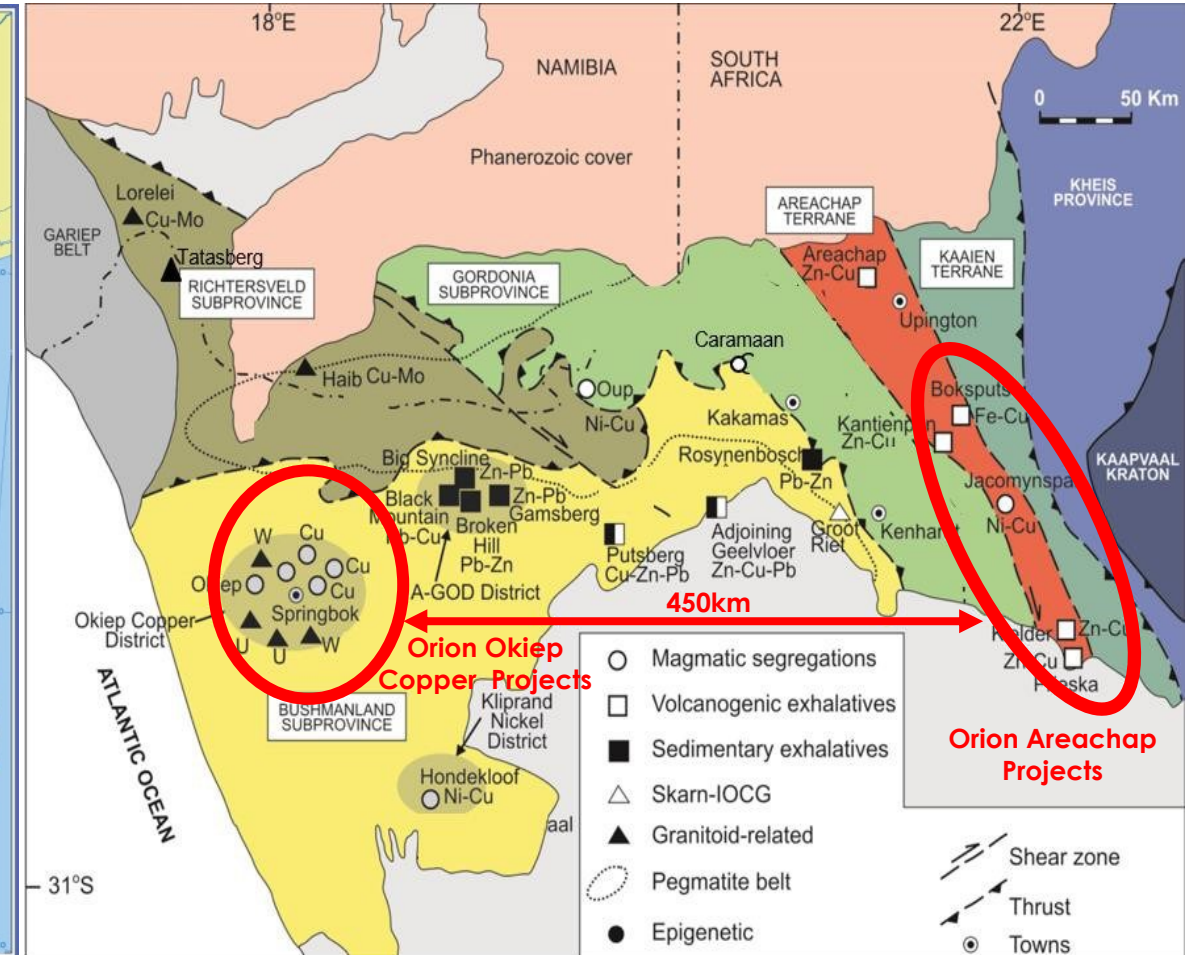 18°E
22°E
NAMIBIA
SOUTH
AFRICA
0 50 Km
Phanerozoic cover
KHEIS
PROVINCE
Lorelei
Cu-Mo
GARIEP
BELT
Tatasberg
RICHTERSVELD
SUBPROVINCE
GORDONIA
SUBPROVINCE
AREACHAP
TERRANE
Areachap
Zn-Cu
KAAIEN
TERRANE
Upington
Caramaan
Haib Cu-Mo
Oup
Ni-Cu
Kakamas
Boksputs
Fe-Cu
Kantienpan
Zn-Cu
Rosynenbosch
Pb-Zn
KAAPVAAL
KRATON
Big Syncline
Zn-Pb
Black
Mountain
Pb-Cu
Zn-Pb
Gamsberg
Broken
Hill
Pb-Zn
Jacomynspan
Ni-Cu
Groot
Riet
Kenhardt
Putsberg
Cu-Zn-Pb
Adjoining
Geelvloer
Zn-Cu-Pb
A-GOD District
W
Cu
Cu
Okiep
Cu
Springbok
Okiep Copper
District
U
U
W
450km
Orion Okiep
Copper Projects
Zn-Cu
Kielder
Zn-Cu
Prieska
Orion Areachap
Projects
BUSHMANLAND
SUBPROVINCE
Kliprand
Nickel
District
Hondekloof
Ni-Cu
aal
ATLANTIC OCEAN
31°S
Magmatic segregations
Volcanogenic exhalatives
Sedimentary exhalatives
Skarn-IOCG
Granitoid-related
Pegmatite belt
Epigenetic
Shear zone
Thrust
Towns